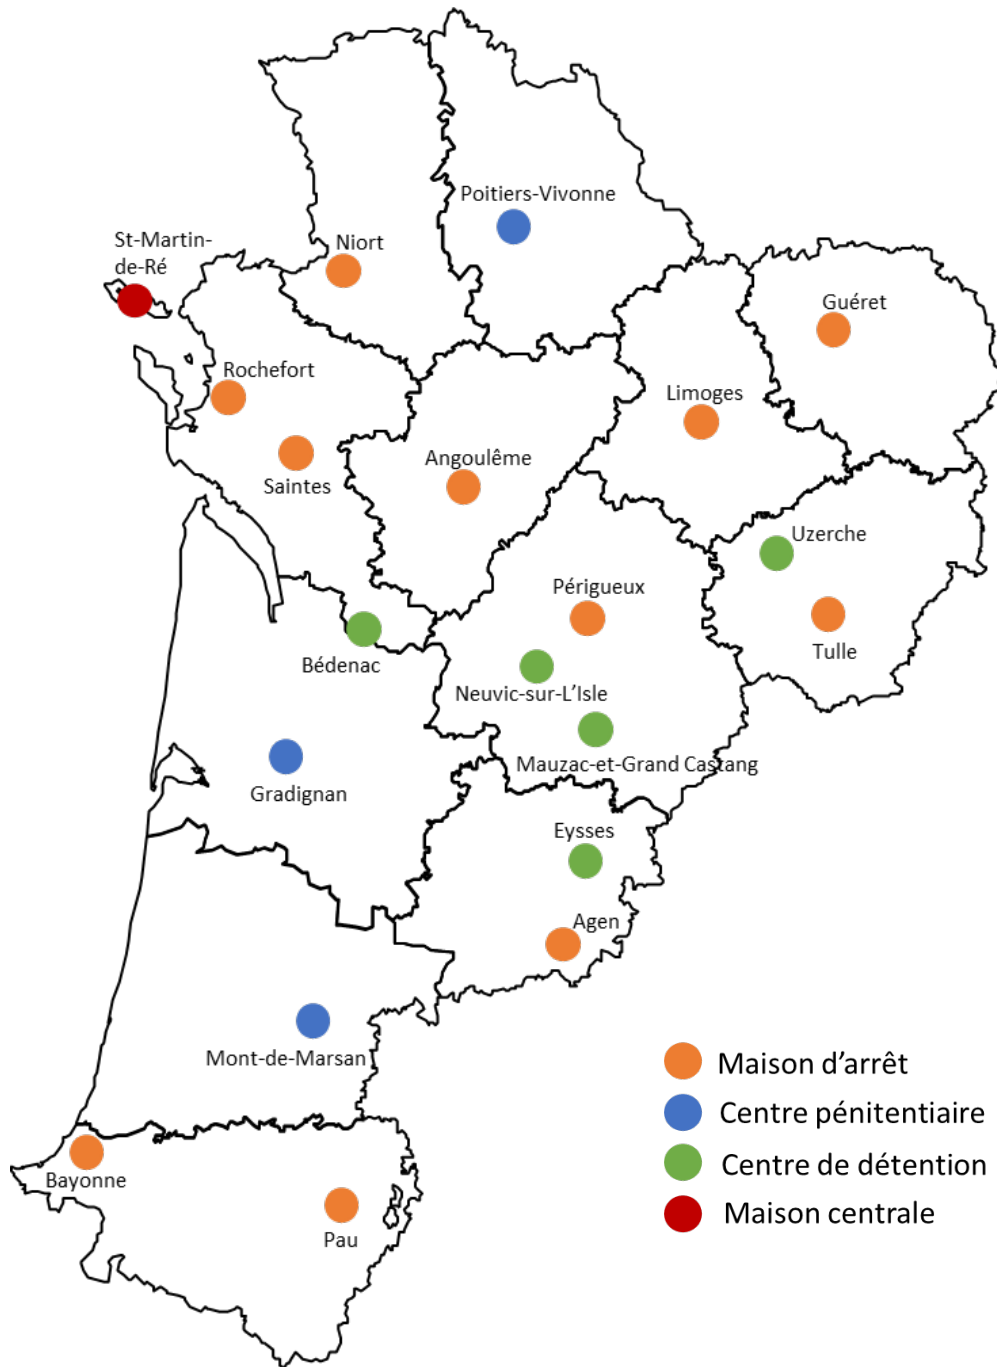 Poitiers-Vivonne
St-Martin-
de-Ré
Niort
Guéret
Rochefort
Limoges
Angoulême
Saintes
Uzerche
Périgueux
Tulle
Bédenac
Neuvic-sur-L'Isle
Mauzac-et-Grand Castang
Gradignan
Eysses
Agen
Mont-de-Marsan
Bayonne
Pau
Maison d'arrêt
Centre pénitentiaire
Centre de détention
Maison centrale